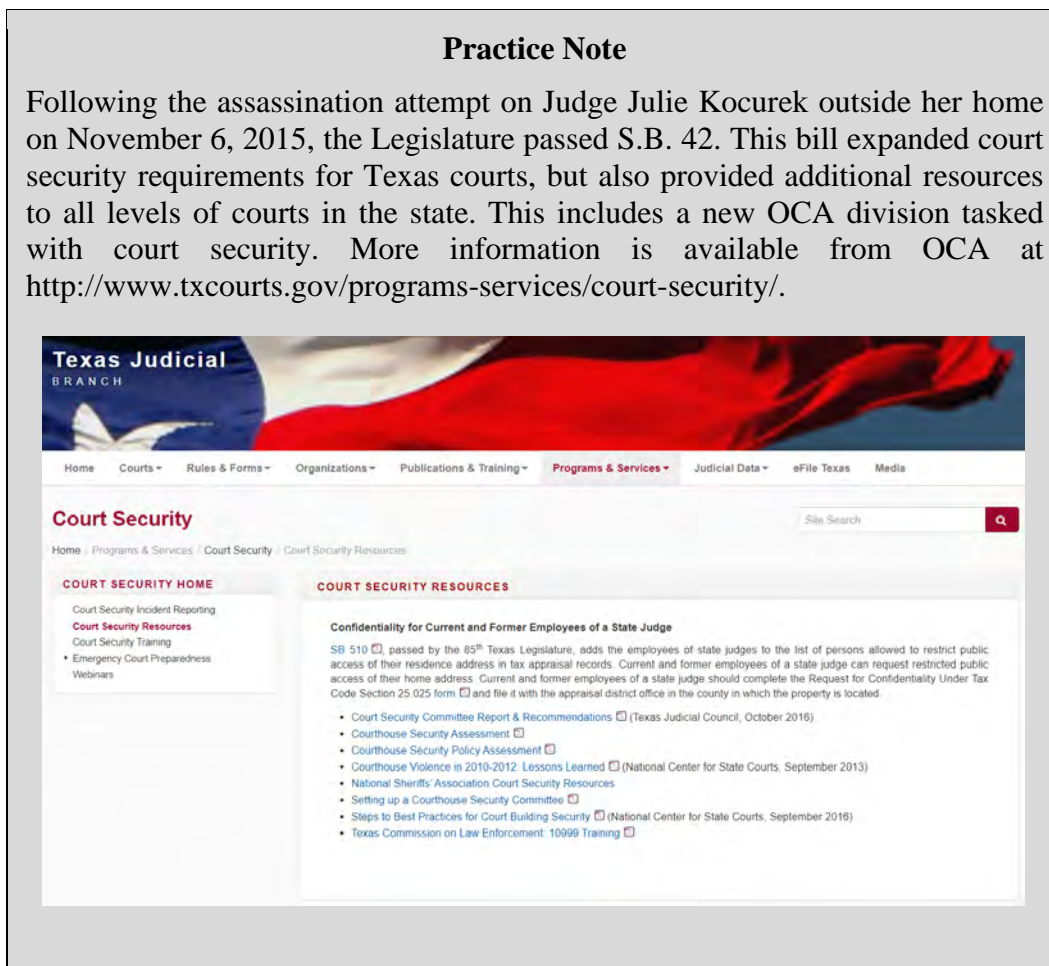 Practice Note
Following the assassination attempt on Judge Julie Kocurek outside her home
on November 6, 2015, the Legislature passed S.B. 42. This bill expanded court
security requirements for Texas courts, but also provided additional resources
to all levels of courts in the state. This includes a new OCA division tasked
with court security. More information is available from OCA at
http://www.txcourts.gov/programs-services/court-security/.
Texas Judicial
BRANCH
Home Courts Rules & Forms Organizations Publications & Training Programs & Services Judicial Data eFile Texas Media
Court Security
Site Search
Home / Programs & Services / Court Security / Court Security Resources
COURT SECURITY HOME
Court Security Incident Reporting
Court Security Resources
Court Security Training
Emergency Court Preparedness
Webinars
COURT SECURITY RESOURCES
Confidentiality for Current and Former Employees of a State Judge
SB 510, passed by the 85th Texas Legislature, adds the employees of state judges to the list of persons allowed to restrict public
access of their residence address in tax appraisal records. Current and former employees of a state judge can request restricted public
access of their home address. Current and former employees of a state judge should complete the Request for Confidentiality Under Tax
Code Section 25.025 form and file it with the appraisal district office in the county in which the property is located.
• Court Security Committee Report & Recommendations (Texas Judicial Council, October 2016)
• Courthouse Security Assessment
• Courthouse Security Policy Assessment
• Courthouse Violence in 2010-2012: Lessons Learned (National Center for State Courts, September 2013)
• National Sheriffs' Association Court Security Resources
• Setting up a Courthouse Security Committee
• Steps to Best Practices for Court Building Security (National Center for State Courts, September 2016)
• Texas Commission on Law Enforcement: 10999 Training